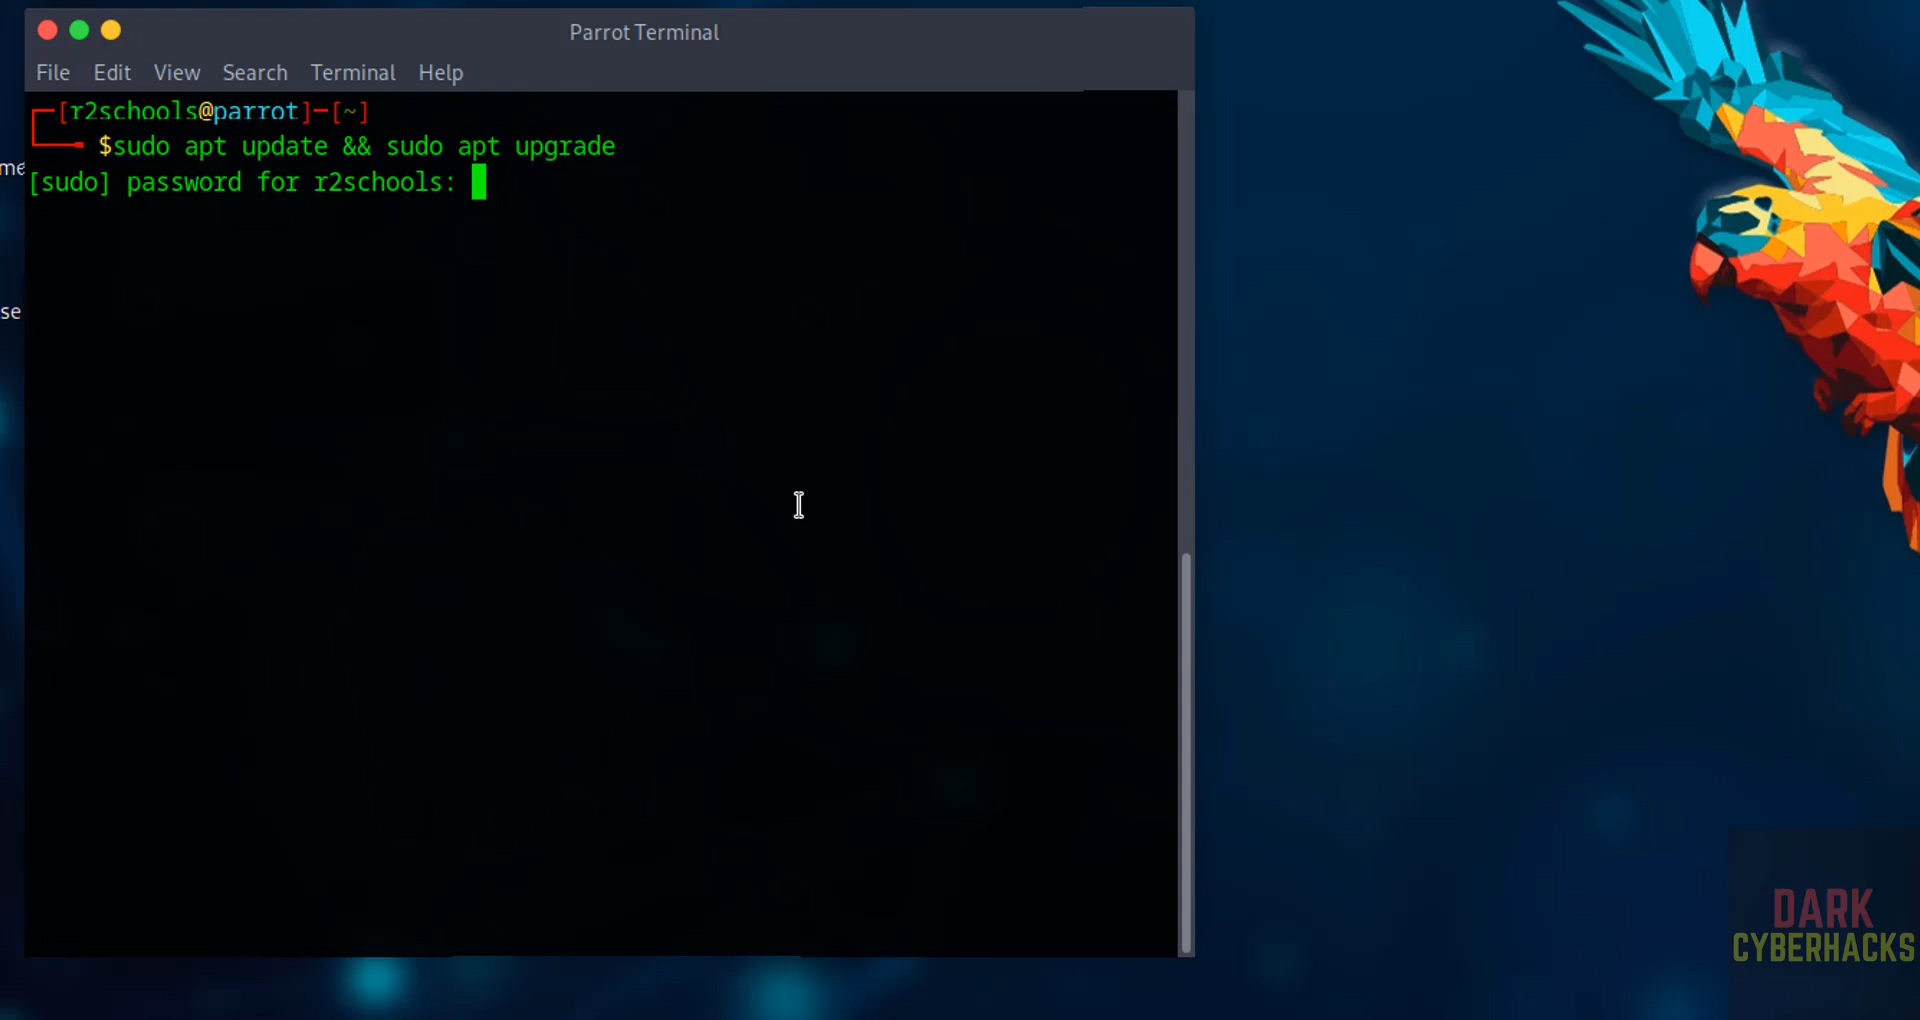 Parrot Terminal
File Edit View Search Terminal Help
┌─[r2schools@parrot]─[~]
└──╼ $sudo apt update && sudo apt upgrade
[sudo] password for r2schools:
me
se
DARK
CYBERHACKS